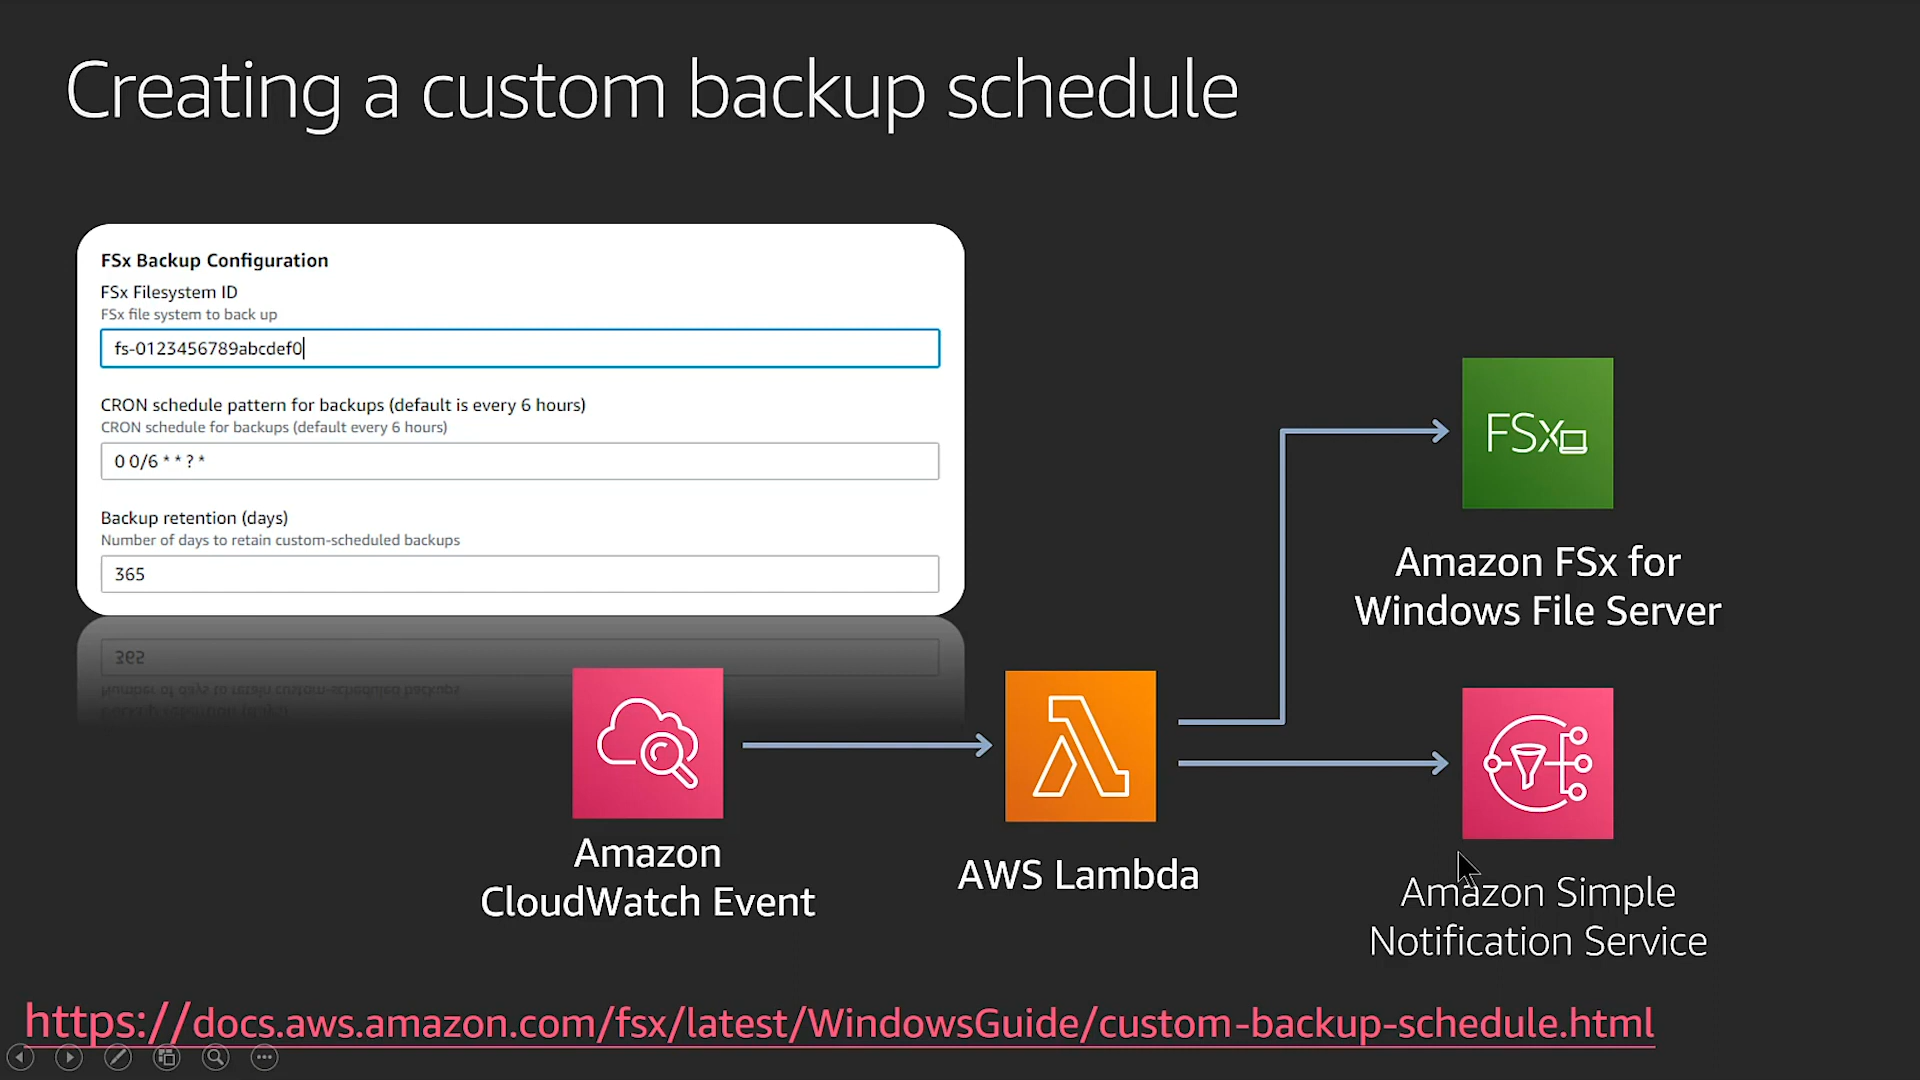 Creating a custom backup schedule
FSx Backup Configuration
FSx Filesystem ID
FSx file system to back up
fs-0123456789abcdef0
CRON schedule pattern for backups (default is every 6 hours)
CRON schedule for backups (default every 6 hours)
0 0/6 * * ? *
Backup retention (days)
Number of days to retain custom-scheduled backups
365
FSx
Amazon FSx for
Windows File Server
Amazon
CloudWatch Event
AWS Lambda
Amazon Simple
Notification Service
https://docs.aws.amazon.com/fsx/latest/WindowsGuide/custom-backup-schedule.html